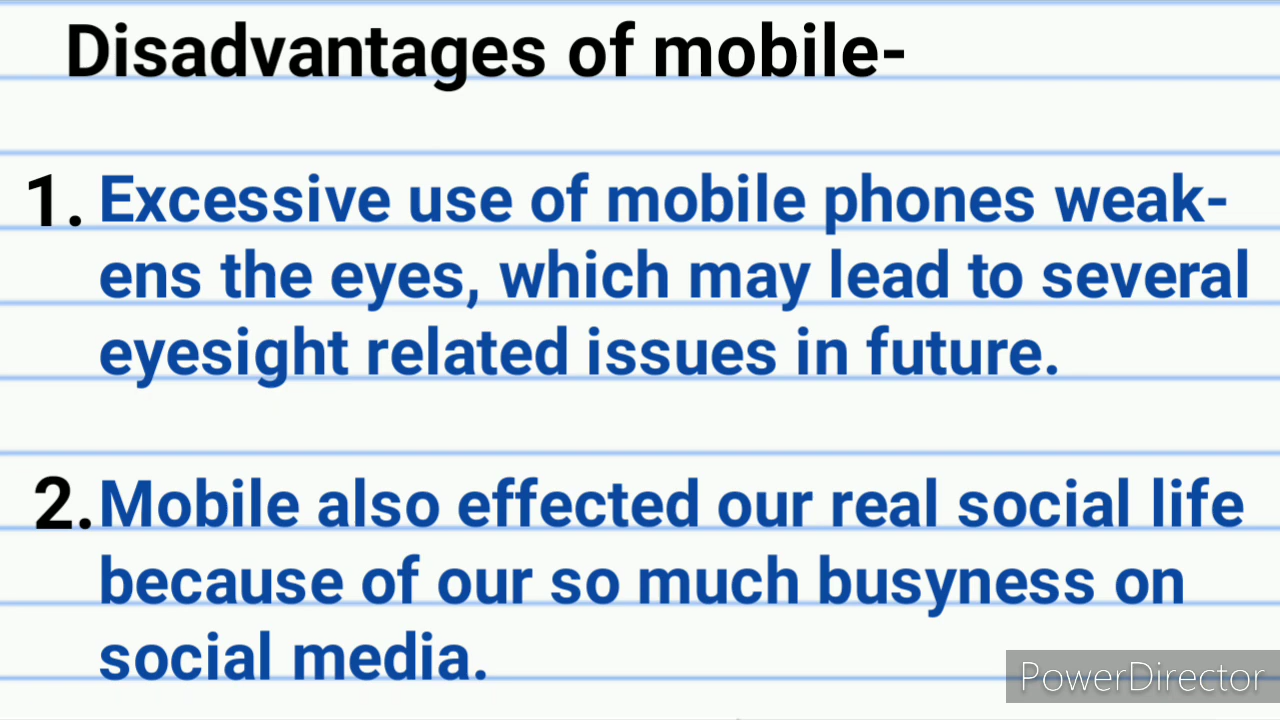 Disadvantages of mobile-
1. Excessive use of mobile phones weak-
ens the eyes, which may lead to several
eyesight related issues in future.
2. Mobile also effected our real social life
because of our so much busyness on
social media.
PowerDirector